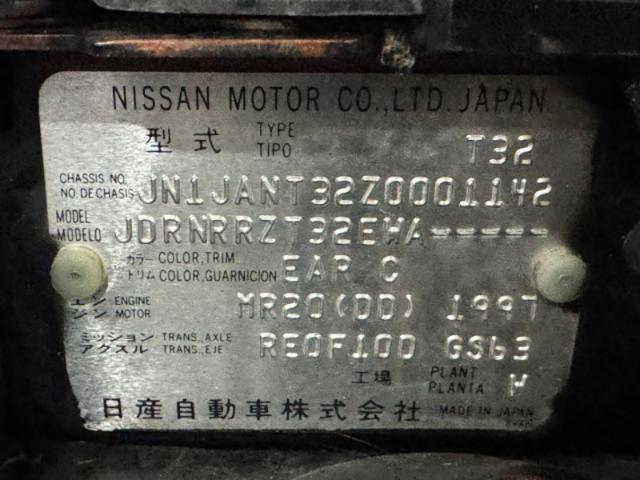 NISSAN MOTOR CO.,LTD. JAPAN
型式 TYPE TIPO T32
CHASSIS NO. NO. DE CHASIS JN1JANT32Z0001142
MODEL MODELO JDRNRRZT32EWA-----
カラー COLOR,TRIM トリム COLOR,GUARNICION EAR C
エンジン ENGINE MOTOR MR20(DD) 1997
ミッション TRANS.,AXLE アクスル TRANS.,EJE RE0F10D GS63
工場 PLANT PLANTA W
日産自動車株式会社 MADE IN JAPAN